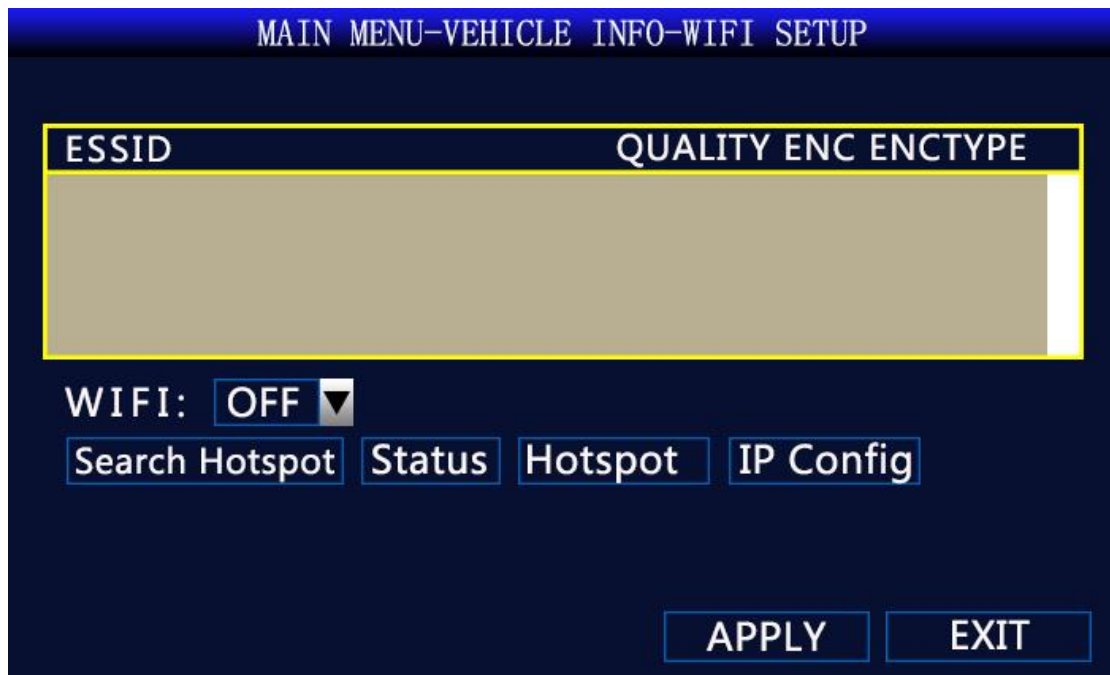 MAIN MENU-VEHICLE INFO-WIFI SETUP
ESSID QUALITY ENC ENCTYPE
WIFI: OFF
Search Hotspot Status Hotspot IP Config
APPLY EXIT